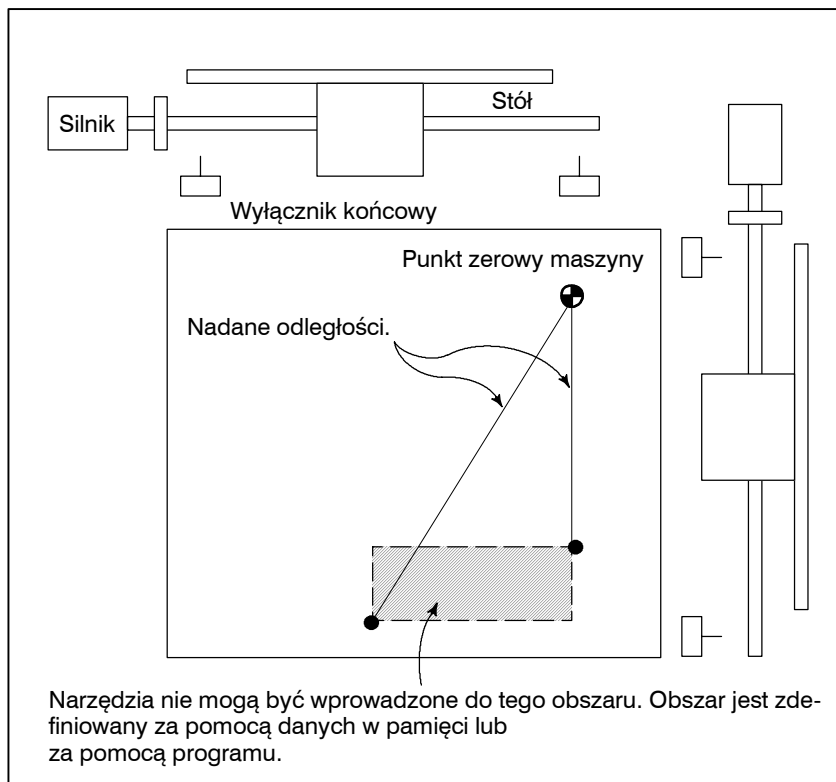 Stół
Silnik
Wyłącznik końcowy
Punkt zerowy maszyny
Nadane odległości.
Narzędzia nie mogą być wprowadzone do tego obszaru. Obszar jest zde-
finiowany za pomocą danych w pamięci lub
za pomocą programu.